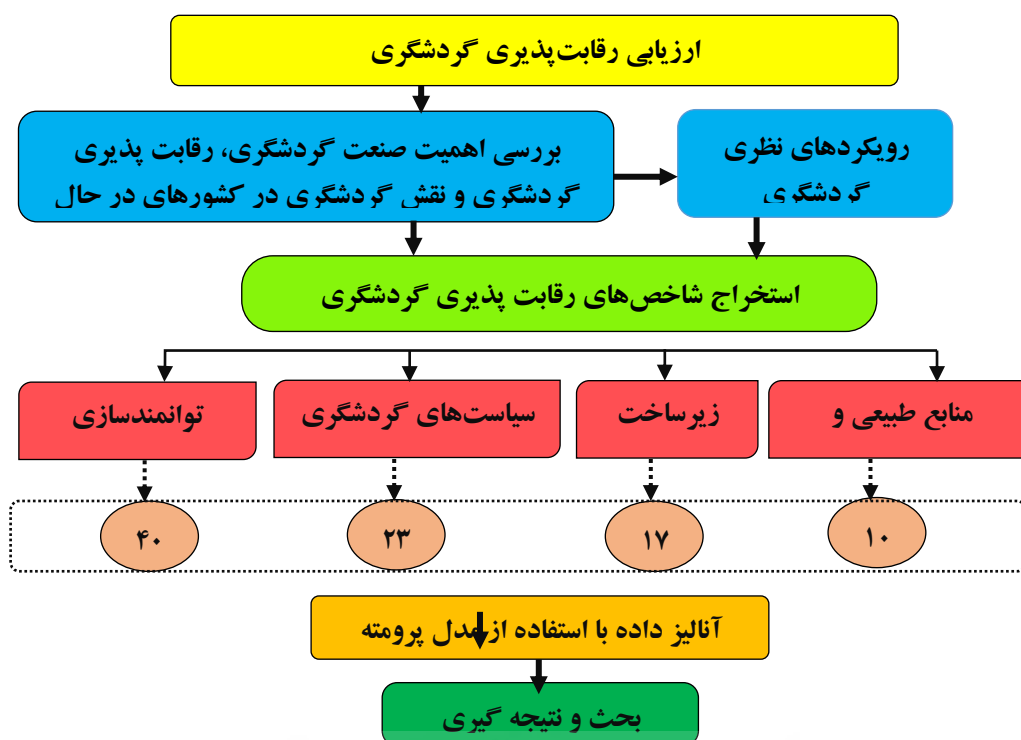 ارزیابی رقابت‌پذیری گردشگری
رویکردهای نظری
گردشگری
بررسی اهمیت صنعت گردشگری، رقابت پذیری
گردشگری و نقش گردشگری در کشورهای در حال
استخراج شاخص‌های رقابت پذیری گردشگری
منابع طبیعی و
زیرساخت
سیاست‌های گردشگری
توانمندسازی
۱۰
۱۷
۲۳
۴۰
آنالیز داده با استفاده از مدل پرومته
بحث و نتیجه گیری